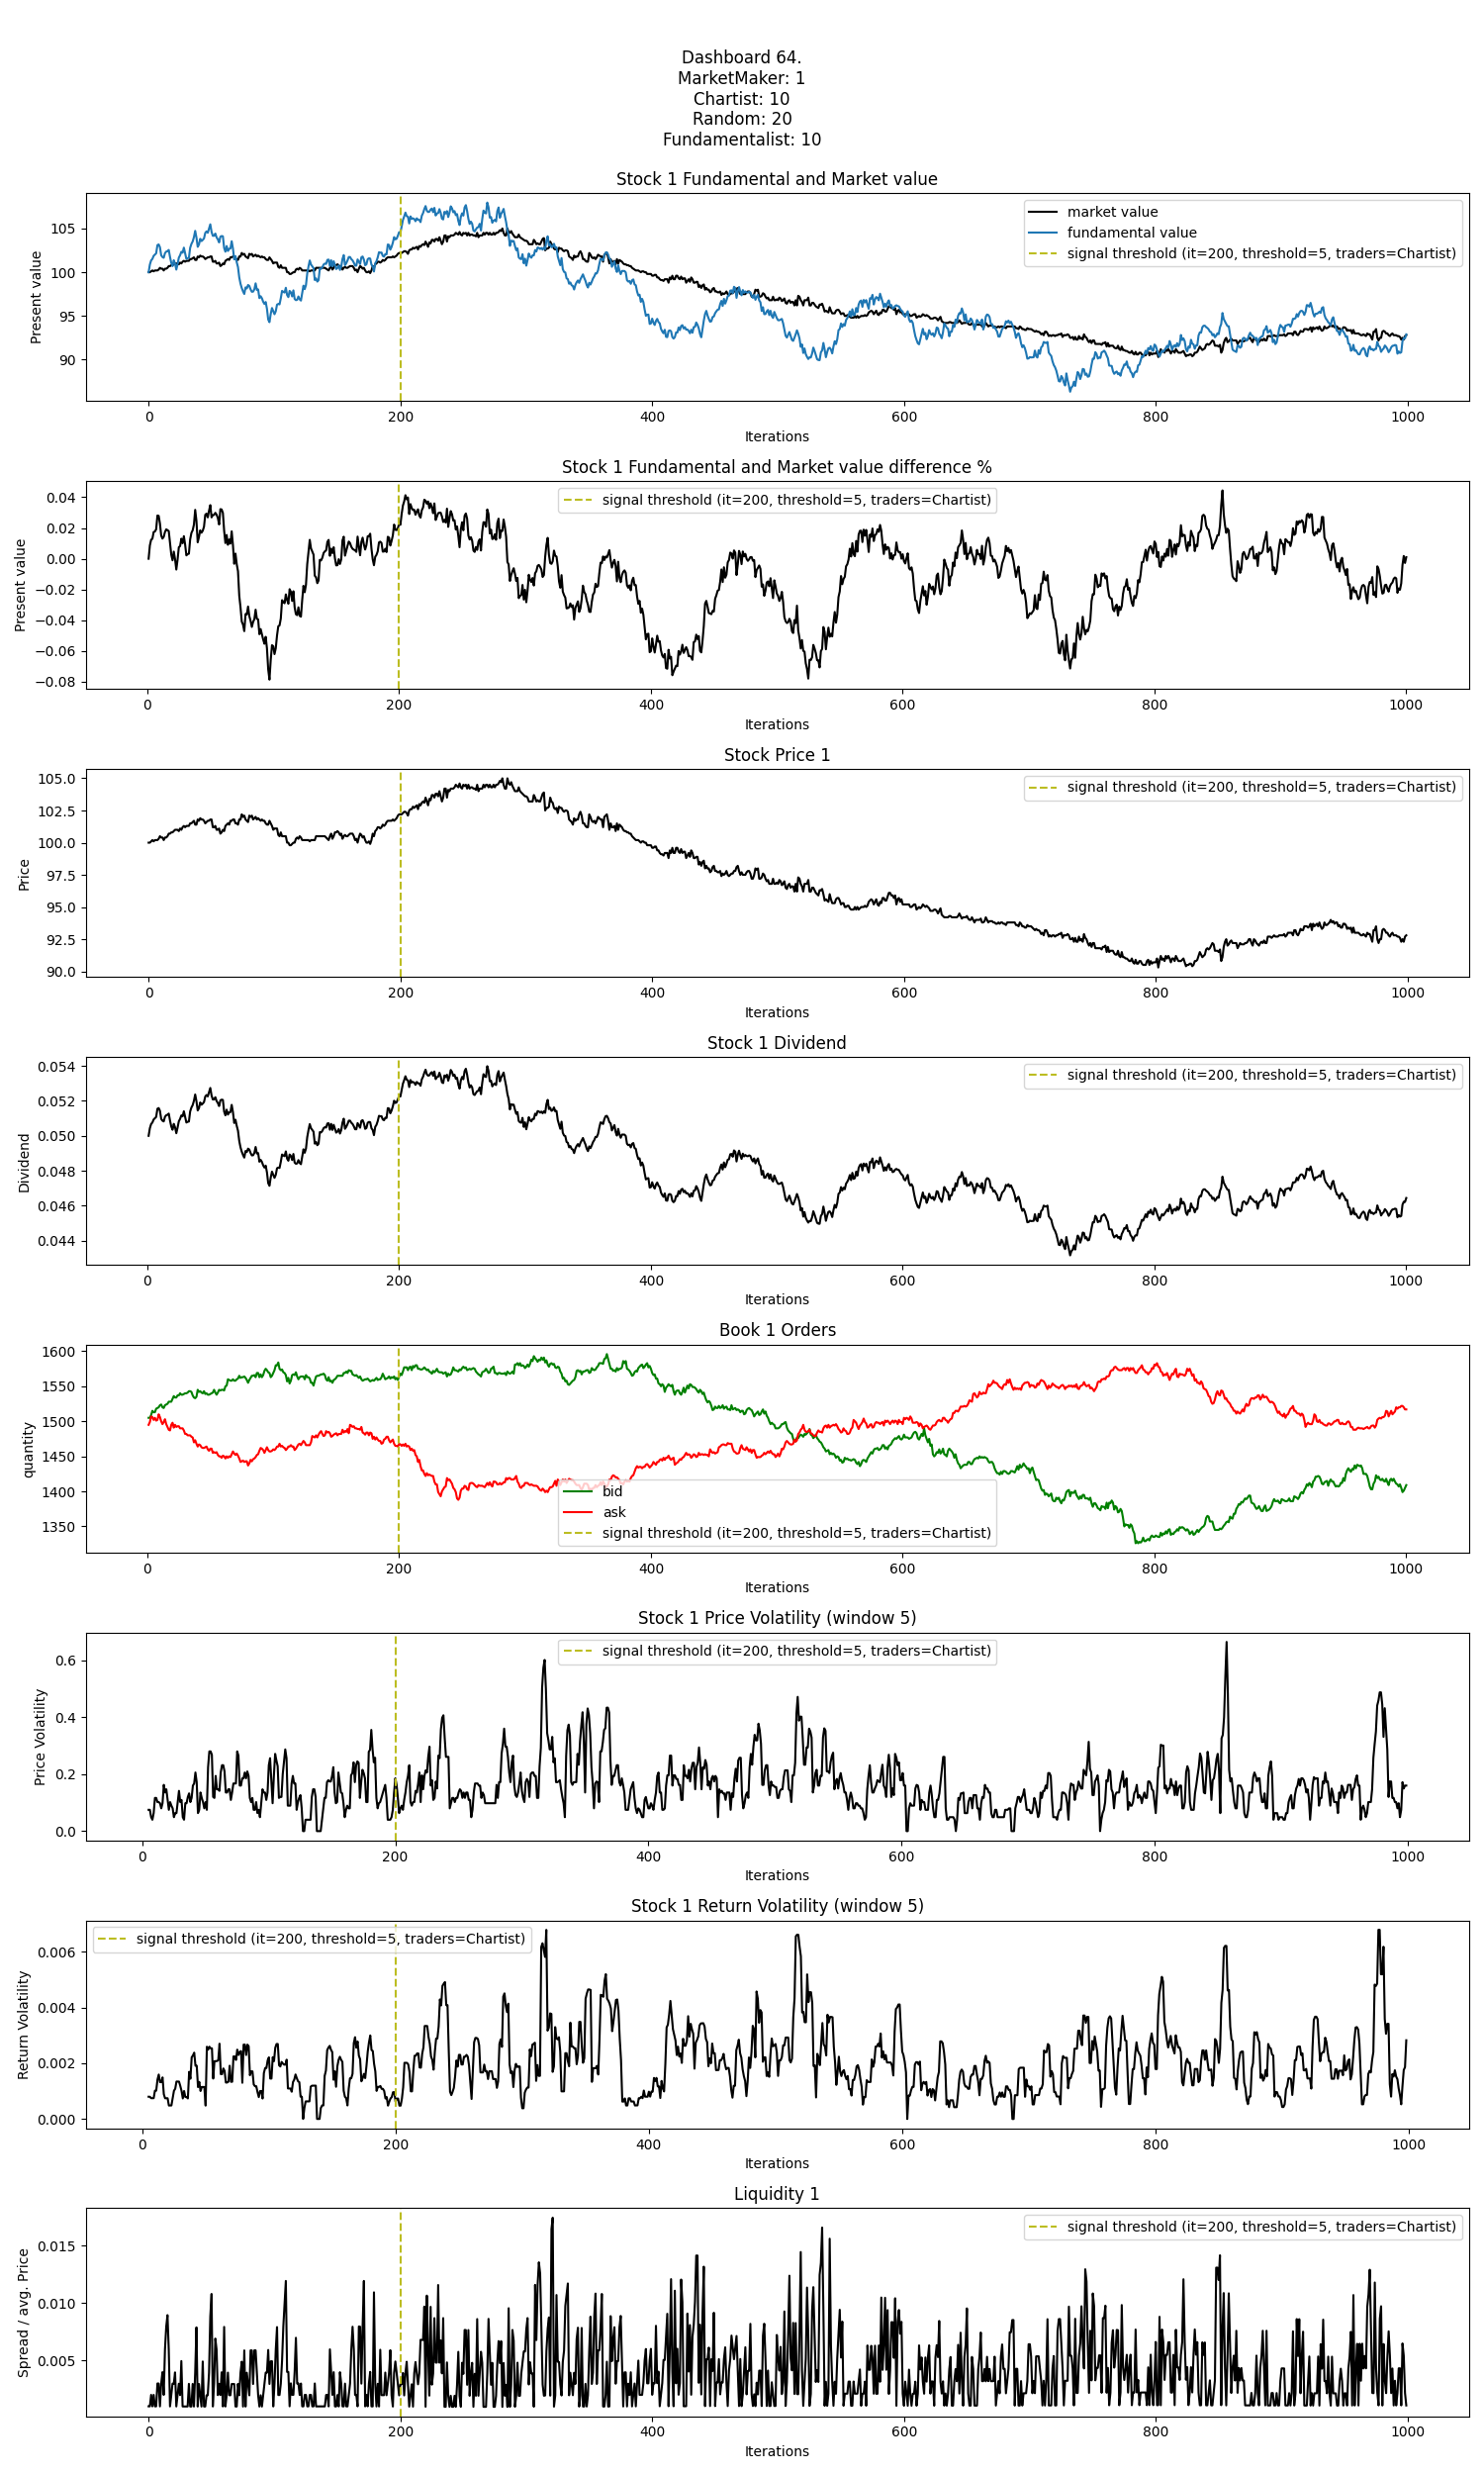 Dashboard 64.
MarketMaker: 1
Chartist: 10
Random: 20
Fundamentalist: 10
Stock 1 Fundamental and Market value
Present value
105
100
95
90
market value
fundamental value
signal threshold (it=200, threshold=5, traders=Chartist)
0 200 400 600 800 1000
Iterations
Stock 1 Fundamental and Market value difference %
Present value
0.04
0.02
0.00
−0.02
−0.04
−0.06
−0.08
signal threshold (it=200, threshold=5, traders=Chartist)
0 200 400 600 800 1000
Iterations
Stock Price 1
Price
105.0
102.5
100.0
97.5
95.0
92.5
90.0
signal threshold (it=200, threshold=5, traders=Chartist)
0 200 400 600 800 1000
Iterations
Stock 1 Dividend
Dividend
0.054
0.052
0.050
0.048
0.046
0.044
signal threshold (it=200, threshold=5, traders=Chartist)
0 200 400 600 800 1000
Iterations
Book 1 Orders
quantity
1600
1550
1500
1450
1400
1350
bid
ask
signal threshold (it=200, threshold=5, traders=Chartist)
0 200 400 600 800 1000
Iterations
Stock 1 Price Volatility (window 5)
Price Volatility
0.6
0.4
0.2
0.0
signal threshold (it=200, threshold=5, traders=Chartist)
0 200 400 600 800 1000
Iterations
Stock 1 Return Volatility (window 5)
Return Volatility
0.006
0.004
0.002
0.000
signal threshold (it=200, threshold=5, traders=Chartist)
0 200 400 600 800 1000
Iterations
Liquidity 1
Spread / avg. Price
0.015
0.010
0.005
signal threshold (it=200, threshold=5, traders=Chartist)
0 200 400 600 800 1000
Iterations